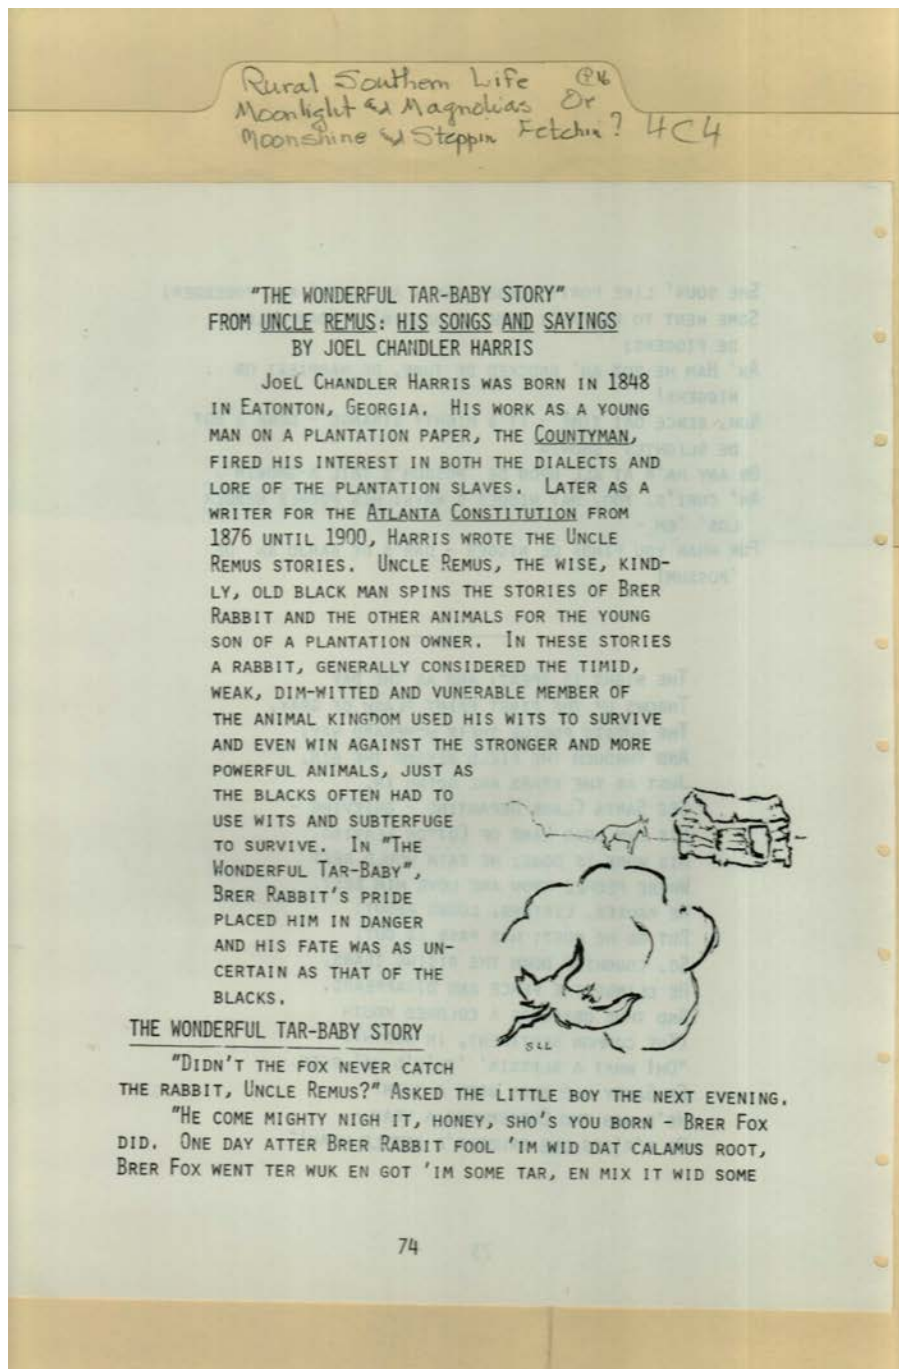 Rural Southern Life
Moonlight & Magnolias Or
Moonshine & Steppin Fetchin? 4C4
"THE WONDERFUL TAR-BABY STORY"
FROM UNCLE REMUS: HIS SONGS AND SAYINGS
BY JOEL CHANDLER HARRIS
JOEL CHANDLER HARRIS WAS BORN IN 1848
IN EATONTON, GEORGIA. HIS WORK AS A YOUNG
MAN ON A PLANTATION PAPER, THE COUNTYMAN,
FIRED HIS INTEREST IN BOTH THE DIALECTS AND
LORE OF THE PLANTATION SLAVES. LATER AS A
WRITER FOR THE ATLANTA CONSTITUTION FROM
1876 UNTIL 1900, HARRIS WROTE THE UNCLE
REMUS STORIES. UNCLE REMUS, THE WISE, KIND-
LY, OLD BLACK MAN SPINS THE STORIES OF BRER
RABBIT AND THE OTHER ANIMALS FOR THE YOUNG
SON OF A PLANTATION OWNER. IN THESE STORIES
A RABBIT, GENERALLY CONSIDERED THE TIMID,
WEAK, DIM-WITTED AND VUNERABLE MEMBER OF
THE ANIMAL KINGDOM USED HIS WITS TO SURVIVE
AND EVEN WIN AGAINST THE STRONGER AND MORE
POWERFUL ANIMALS, JUST AS
THE BLACKS OFTEN HAD TO
USE WITS AND SUBTERFUGE
TO SURVIVE. IN "THE
WONDERFUL TAR-BABY",
BRER RABBIT'S PRIDE
PLACED HIM IN DANGER
AND HIS FATE WAS AS UN-
CERTAIN AS THAT OF THE
BLACKS.
SLL
THE WONDERFUL TAR-BABY STORY
"DIDN'T THE FOX NEVER CATCH
THE RABBIT, UNCLE REMUS?" ASKED THE LITTLE BOY THE NEXT EVENING.
"HE COME MIGHTY NIGH IT, HONEY, SHO'S YOU BORN - BRER FOX
DID. ONE DAY ATTER BRER RABBIT FOOL 'IM WID DAT CALAMUS ROOT,
BRER FOX WENT TER WUK EN GOT 'IM SOME TAR, EN MIX IT WID SOME
74